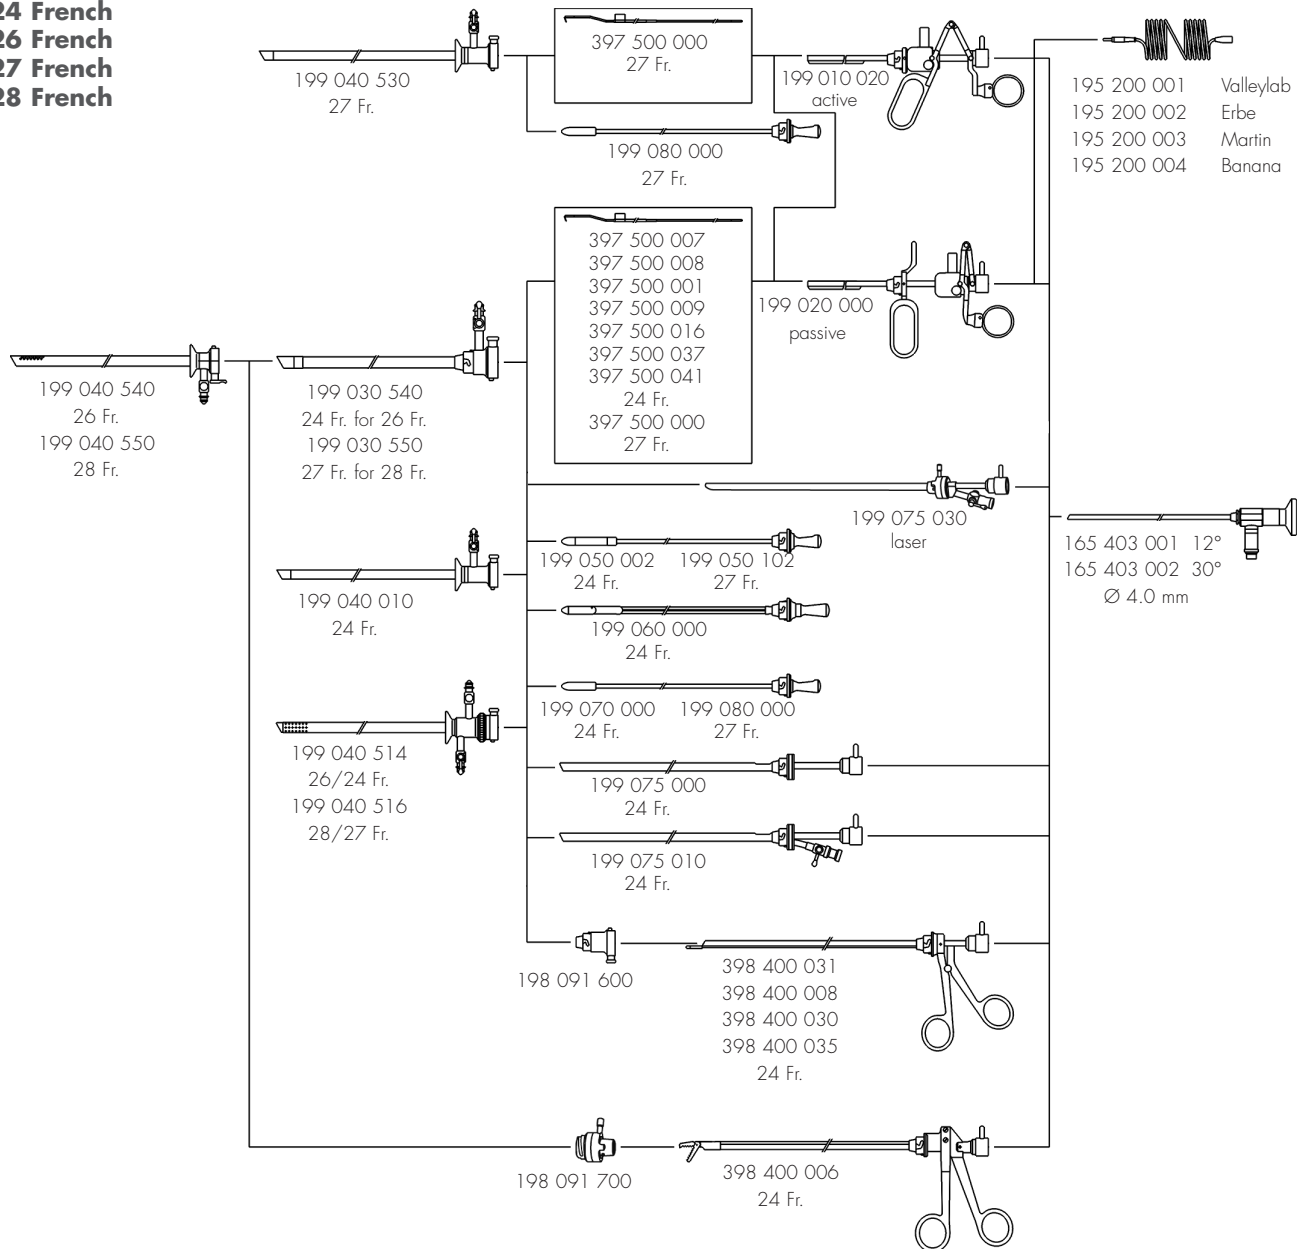 24 French
26 French
27 French
28 French
199 040 530
27 Fr.
397 500 000
27 Fr.
199 080 000
27 Fr.
199 010 020
active
195 200 001 Valleylab
195 200 002 Erbe
195 200 003 Martin
195 200 004 Banana
397 500 007
397 500 008
397 500 001
397 500 009
397 500 016
397 500 037
397 500 041
24 Fr.
397 500 000
27 Fr.
199 020 000
passive
199 040 540
26 Fr.
199 040 550
28 Fr.
199 030 540
24 Fr. for 26 Fr.
199 030 550
27 Fr. for 28 Fr.
199 075 030
laser
165 403 001 12°
165 403 002 30°
Ø 4.0 mm
199 040 010
24 Fr.
199 050 002 199 050 102
24 Fr. 27 Fr.
199 060 000
24 Fr.
199 070 000 199 080 000
24 Fr. 27 Fr.
199 040 514
26/24 Fr.
199 040 516
28/27 Fr.
199 075 000
24 Fr.
199 075 010
24 Fr.
198 091 600
398 400 031
398 400 008
398 400 030
398 400 035
24 Fr.
198 091 700
398 400 006
24 Fr.